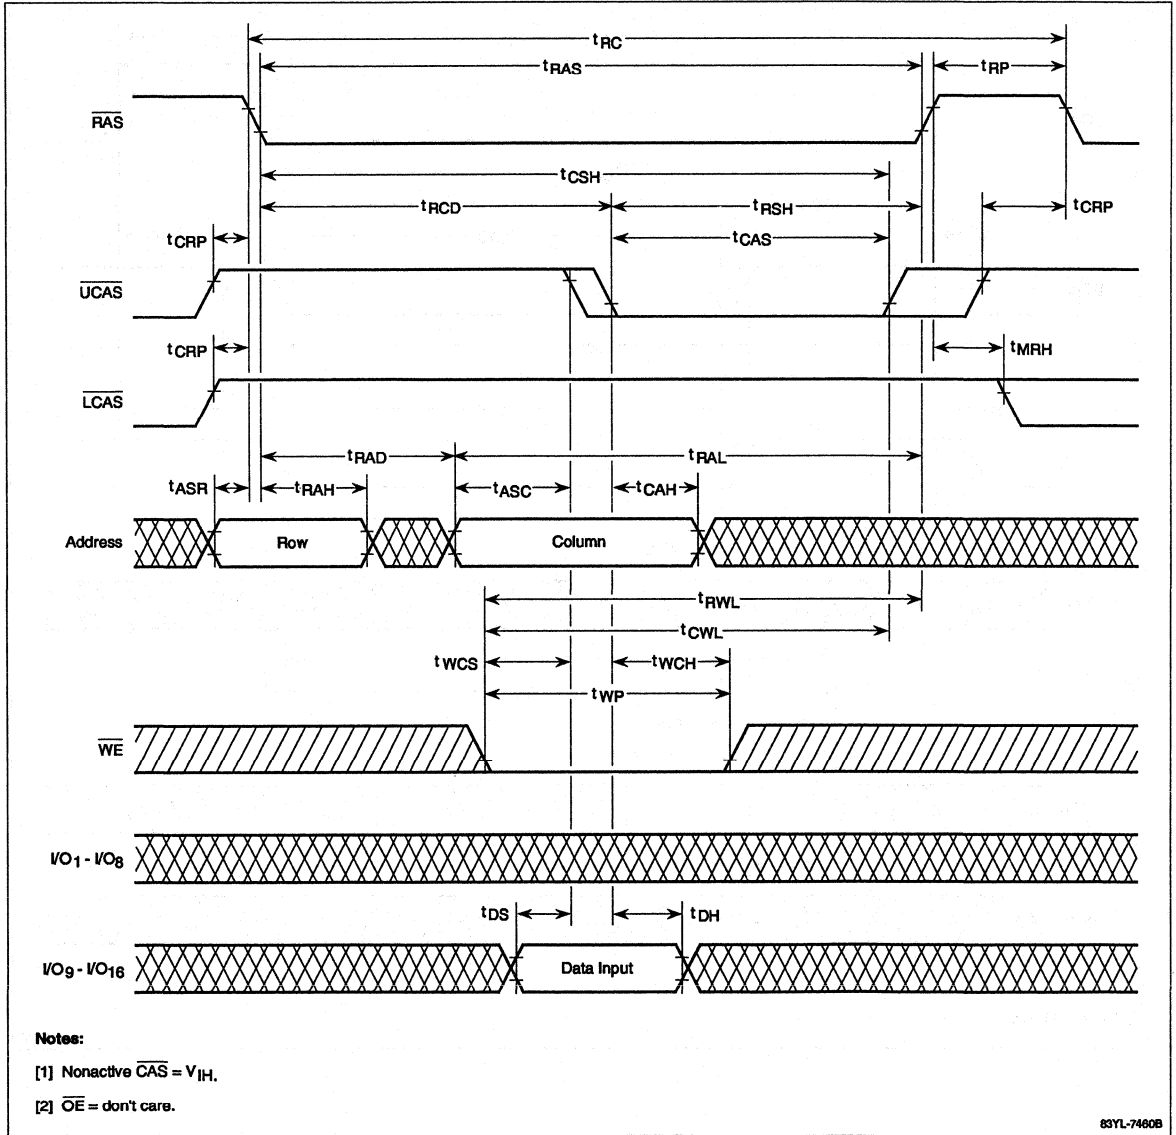 tRC
tRAS
tRP
RAS
tCSH
tRCD
tRSH
tCRP
tCRP
tCAS
UCAS
tCRP
tMRH
LCAS
tRAD
tRAL
tASR
tRAH
tASC
tCAH
Address
Row
Column
tRWL
tCWL
tWCS
tWCH
tWP
WE
I/O1 - I/O8
tDS
tDH
I/O9 - I/O16
Data Input
Notes:
[1] Nonactive CAS = VIH.
[2] OE = don't care.
83YL-7460B